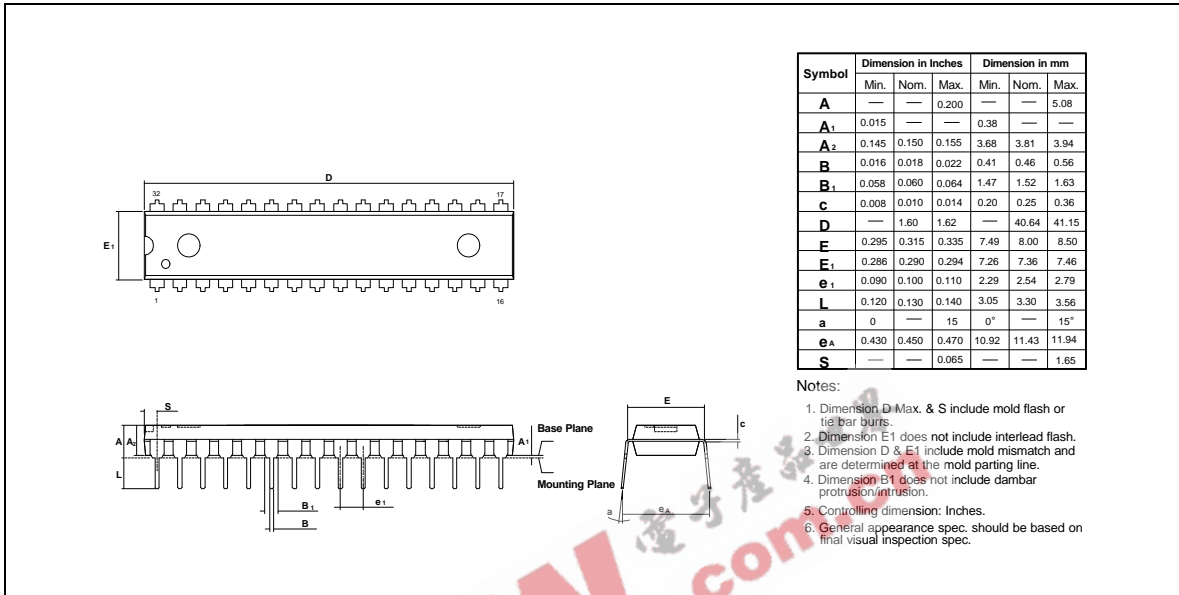 Symbol Dimension in Inches Dimension in mm
Min. Nom. Max. Min. Nom. Max.
A — — 0.200 — — 5.08
A1 0.015 — — 0.38 — —
A2 0.145 0.150 0.155 3.68 3.81 3.94
B 0.016 0.018 0.022 0.41 0.46 0.56
B1 0.058 0.060 0.064 1.47 1.52 1.63
c 0.008 0.010 0.014 0.20 0.25 0.36
D — 1.60 1.62 — 40.64 41.15
E 0.295 0.315 0.335 7.49 8.00 8.50
E1 0.286 0.290 0.294 7.26 7.36 7.46
e1 0.090 0.100 0.110 2.29 2.54 2.79
L 0.120 0.130 0.140 3.05 3.30 3.56
a 0 — 15 0° — 15°
eA 0.430 0.450 0.470 10.92 11.43 11.94
S — — 0.065 — — 1.65
D
32 17
E1
1 16
S
A A2 A1
Base Plane
L
Mounting Plane
B1 e1
B
E
c
a eA
Notes:
1. Dimension D Max. & S include mold flash or
tie bar burrs.
2. Dimension E1 does not include interlead flash.
3. Dimension D & E1 include mold mismatch and
are determined at the mold parting line.
4. Dimension B1 does not include dambar
protrusion/intrusion.
5. Controlling dimension: Inches.
6. General appearance spec. should be based on
final visual inspection spec.
com.cn